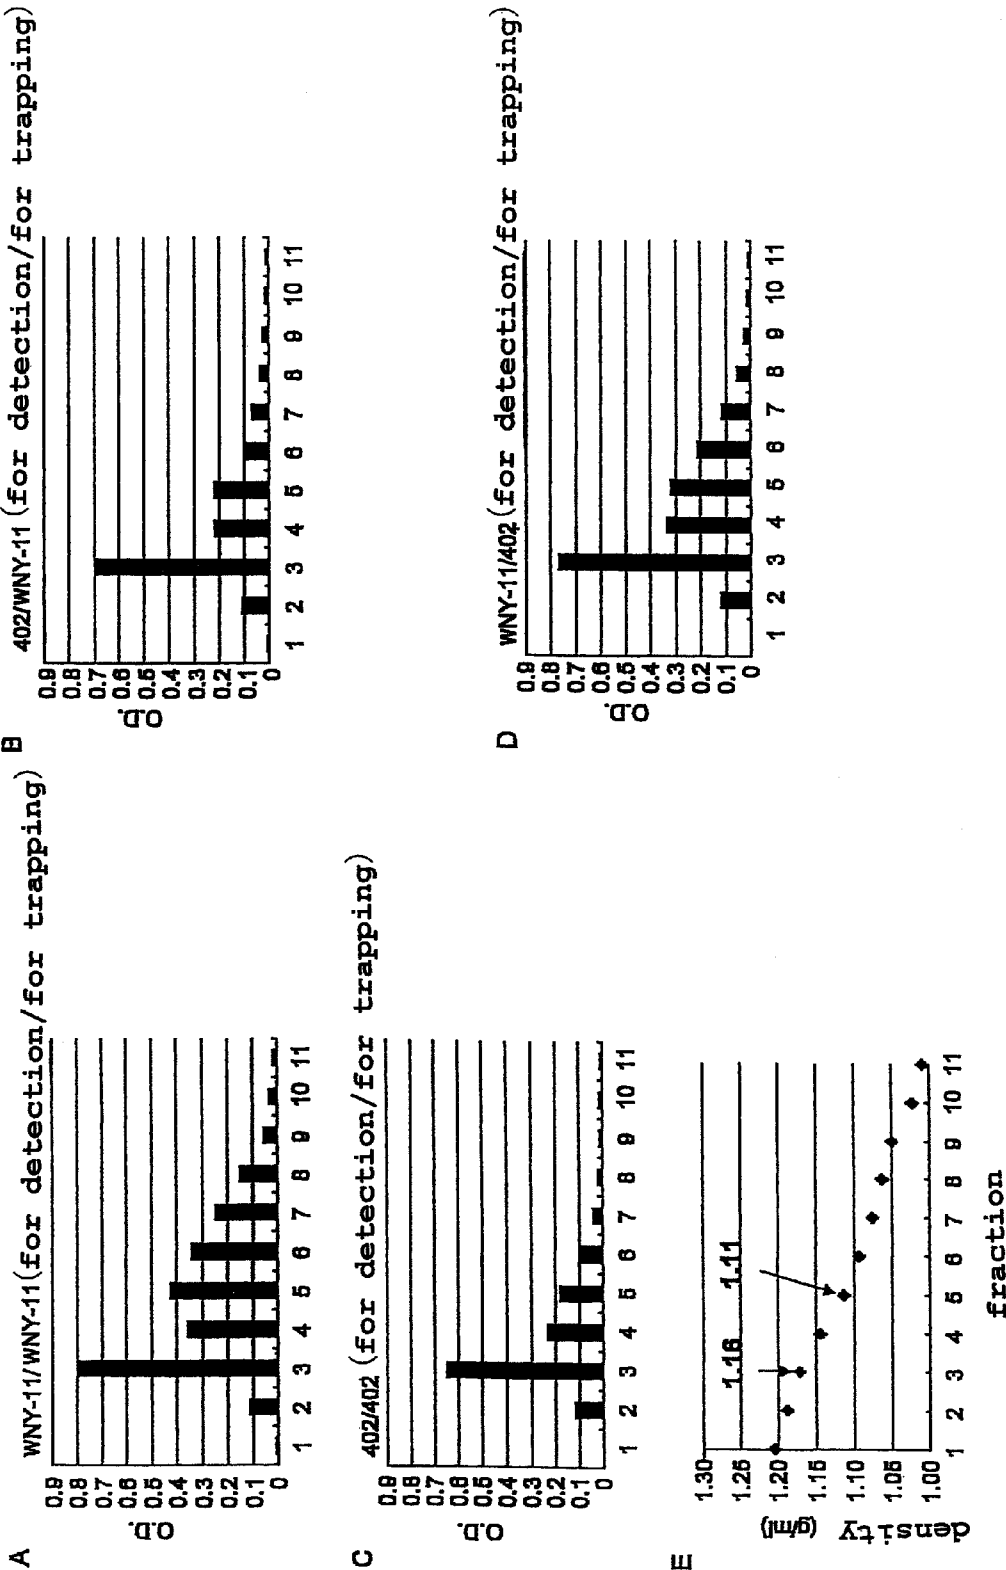 A
WNY-11/WNY-11(for detection/for trapping)
O.D.
0.9
0.8
0.7
0.6
0.5
0.4
0.3
0.2
0.1
0
1 2 3 4 5 6 7 8 9 10 11
B
402/WNY-11(for detection/for trapping)
O.D.
0.9
0.8
0.7
0.6
0.5
0.4
0.3
0.2
0.1
0
1 2 3 4 5 6 7 8 9 10 11
C
402/402(for detection/for trapping)
O.D.
0.9
0.8
0.7
0.6
0.5
0.4
0.3
0.2
0.1
0
1 2 3 4 5 6 7 8 9 10 11
D
WNY-11/402(for detection/for trapping)
O.D.
0.9
0.8
0.7
0.6
0.5
0.4
0.3
0.2
0.1
0
1 2 3 4 5 6 7 8 9 10 11
E
density
(g/ml)
1.30
1.25
1.20
1.15
1.10
1.05
1.00
1.16
1.11
1 2 3 4 5 6 7 8 9 10 11
fraction